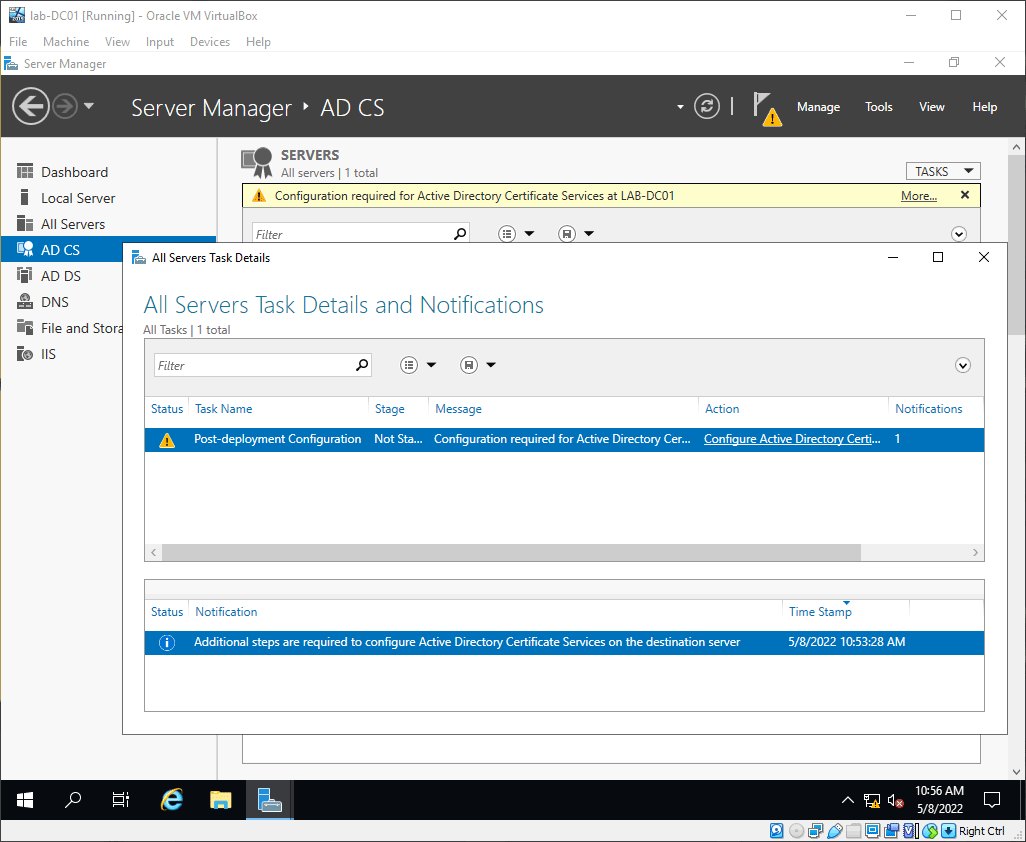 lab-DC01 [Running] - Oracle VM VirtualBox
File Machine View Input Devices Help
Server Manager
Server Manager AD CS
Manage Tools View Help
Dashboard
Local Server
All Servers
AD CS
AD DS
DNS
File and Stora
IIS
SERVERS
All servers | 1 total
TASKS
Configuration required for Active Directory Certificate Services at LAB-DC01 More...
Filter
All Servers Task Details
All Servers Task Details and Notifications
All Tasks | 1 total
Filter
Status Task Name Stage Message Action Notifications
Post-deployment Configuration Not Sta... Configuration required for Active Directory Cer... Configure Active Directory Certi... 1
Status Notification Time Stamp
Additional steps are required to configure Active Directory Certificate Services on the destination server 5/8/2022 10:53:28 AM
10:56 AM
5/8/2022
Right Ctrl